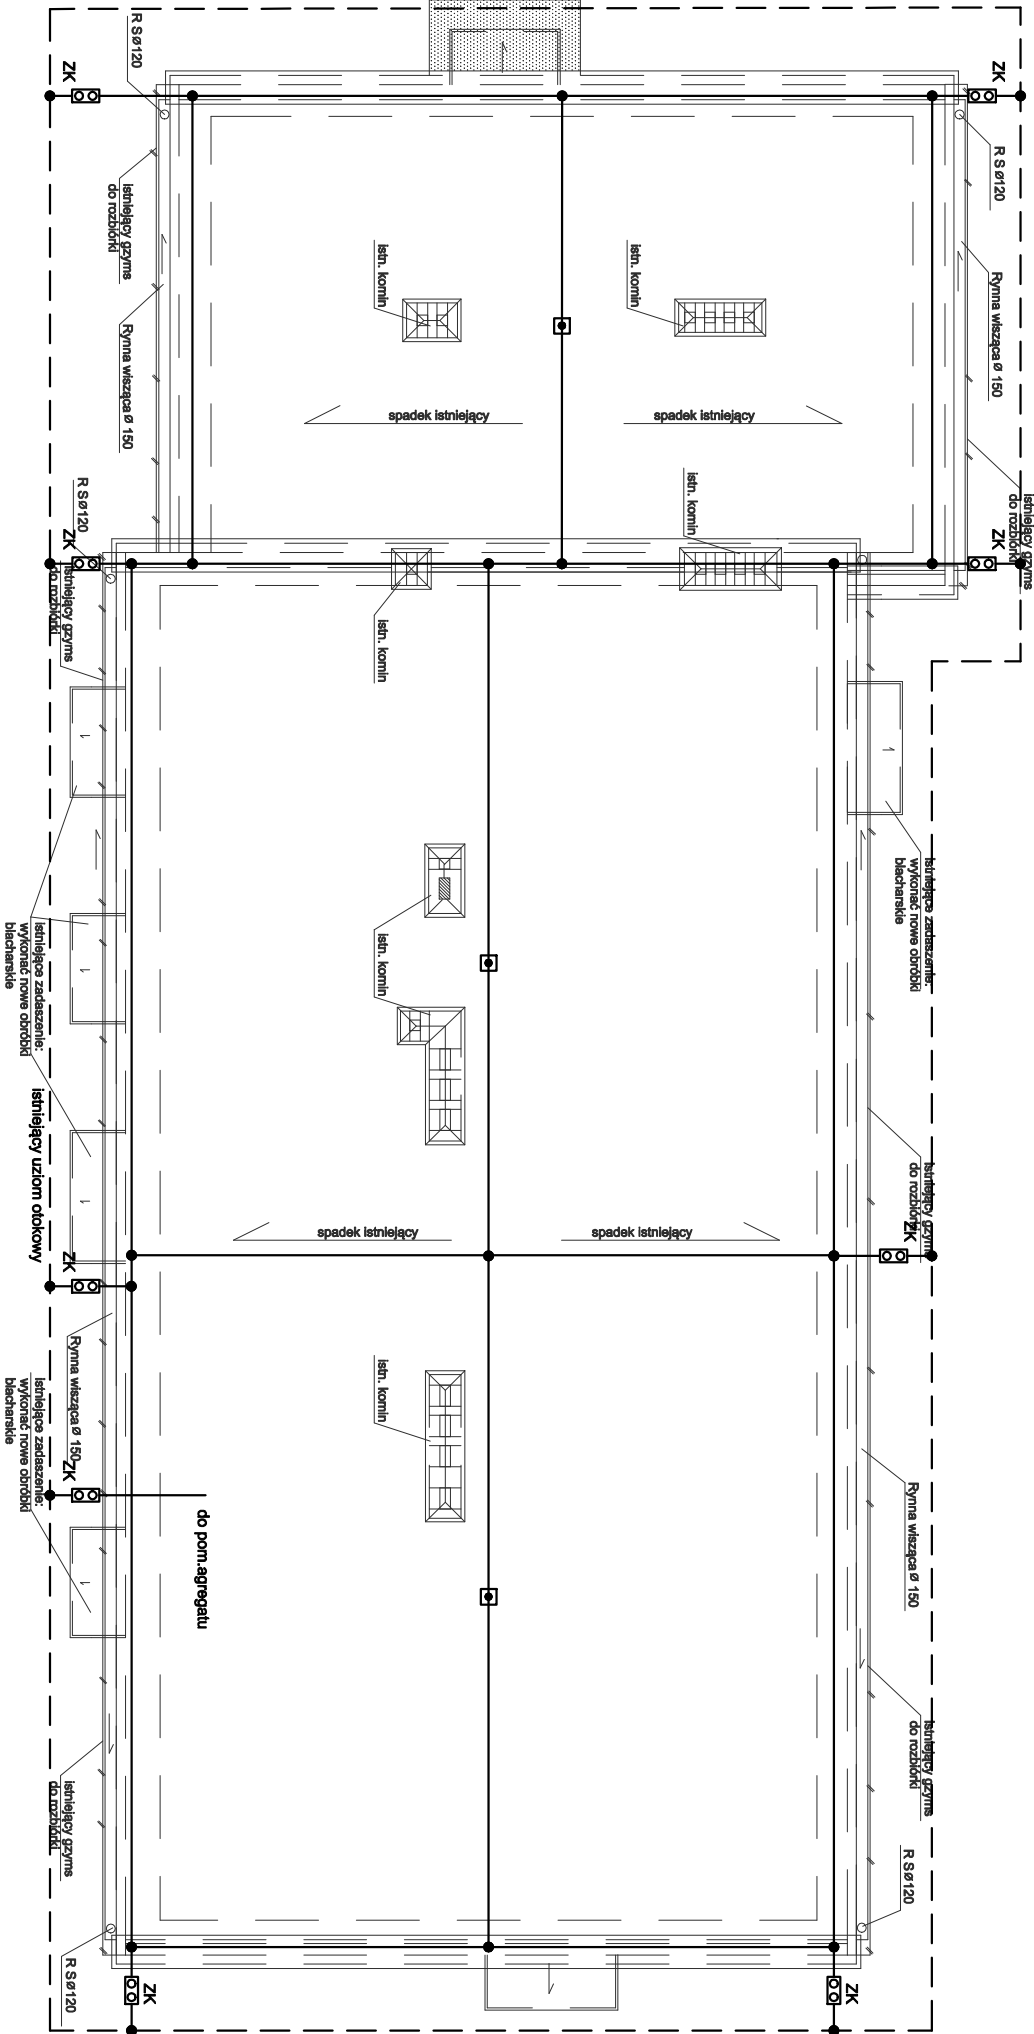 R S ø120
ZK
ZK
R S ø120
istniejący gzyms
do rozbiórki
Rynna wisząca ø 150
Rynna wisząca ø 150
istn. komin
istn. komin
spadek istniejący
spadek istniejący
istniejący gzyms
do rozbiórki
istn. komin
R S ø120
ZK
ZK
istniejący gzyms
do rozbiórki
istn. komin
istniejące zadaszenie:
wykonać nowe obróbki
blacharskie
istn. komin
istniejące zadaszenie:
wykonać nowe obróbki
blacharskie
istniejący uziom otokowy
istniejący gzyms
do rozbiórki
ZK
spadek istniejący
spadek istniejący
ZK
Rynna wisząca ø 150
istn. komin
istniejące zadaszenie:
wykonać nowe obróbki
blacharskie
ZK
do pom.agregatu
Rynna wisząca ø 150
istniejący gzyms
do rozbiórki
istniejący gzyms
do rozbiórki
R S ø120
R S ø120
ZK
ZK